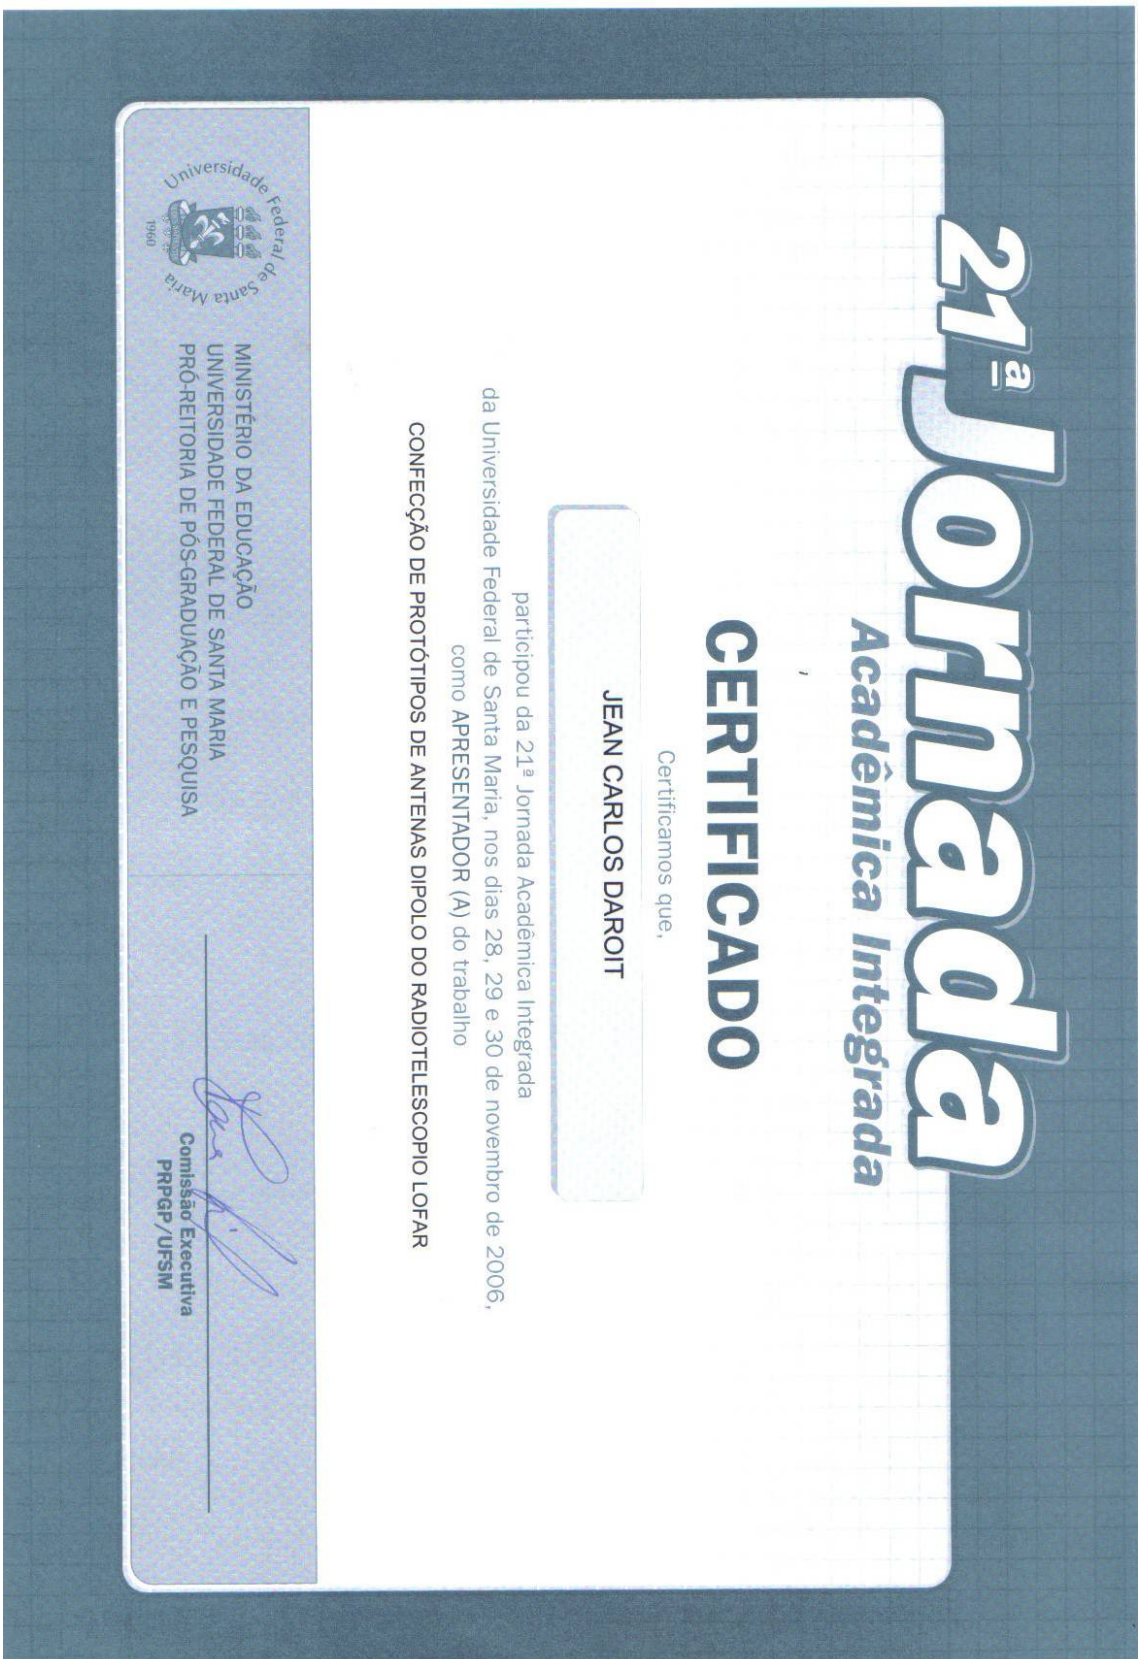 21ª Jornada
Acadêmica Integrada
CERTIFICADO
Certificamos que,
JEAN CARLOS DAROIT
participou da 21ª Jornada Acadêmica Integrada
da Universidade Federal de Santa Maria, nos dias 28, 29 e 30 de novembro de 2006,
como APRESENTADOR (A) do trabalho
CONFECÇÃO DE PROTÓTIPOS DE ANTENAS DIPOLO DO RADIOTELESCOPIO LOFAR
Universidade Federal de Santa Maria
1960
MINISTÉRIO DA EDUCAÇÃO
UNIVERSIDADE FEDERAL DE SANTA MARIA
PRÓ-REITORIA DE PÓS-GRADUAÇÃO E PESQUISA
Comissão Executiva
PRPGP/UFSM